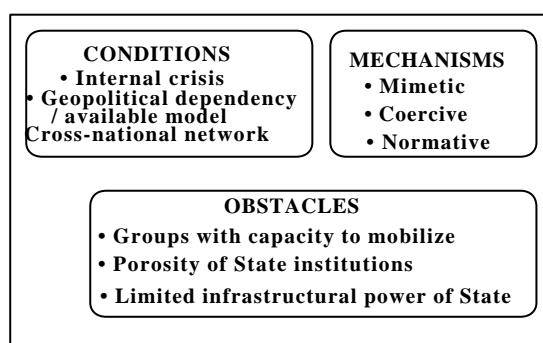 CONDITIONS
• Internal crisis
• Geopolitical dependency
/ available model
Cross-national network
MECHANISMS
• Mimetic
• Coercive
• Normative
OBSTACLES
• Groups with capacity to mobilize
• Porosity of State institutions
• Limited infrastructural power of State